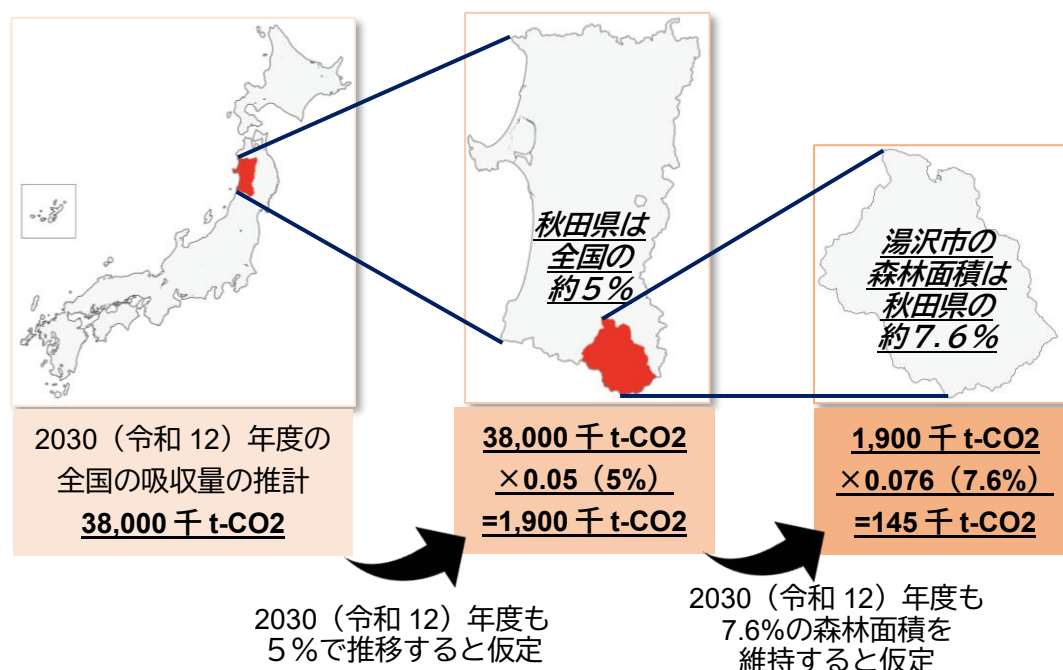 秋田県は
全国の
約５％
湯沢市の
森林面積は
秋田県の
約７.６％
2030（令和 12）年度の
全国の吸収量の推計
38,000 千 t-CO2
38,000 千 t-CO2
×0.05（5%）
=1,900 千 t-CO2
1,900 千 t-CO2
×0.076（7.6%）
=145 千 t-CO2
2030（令和 12）年度も
５％で推移すると仮定
2030（令和 12）年度も
7.6%の森林面積を
維持すると仮定